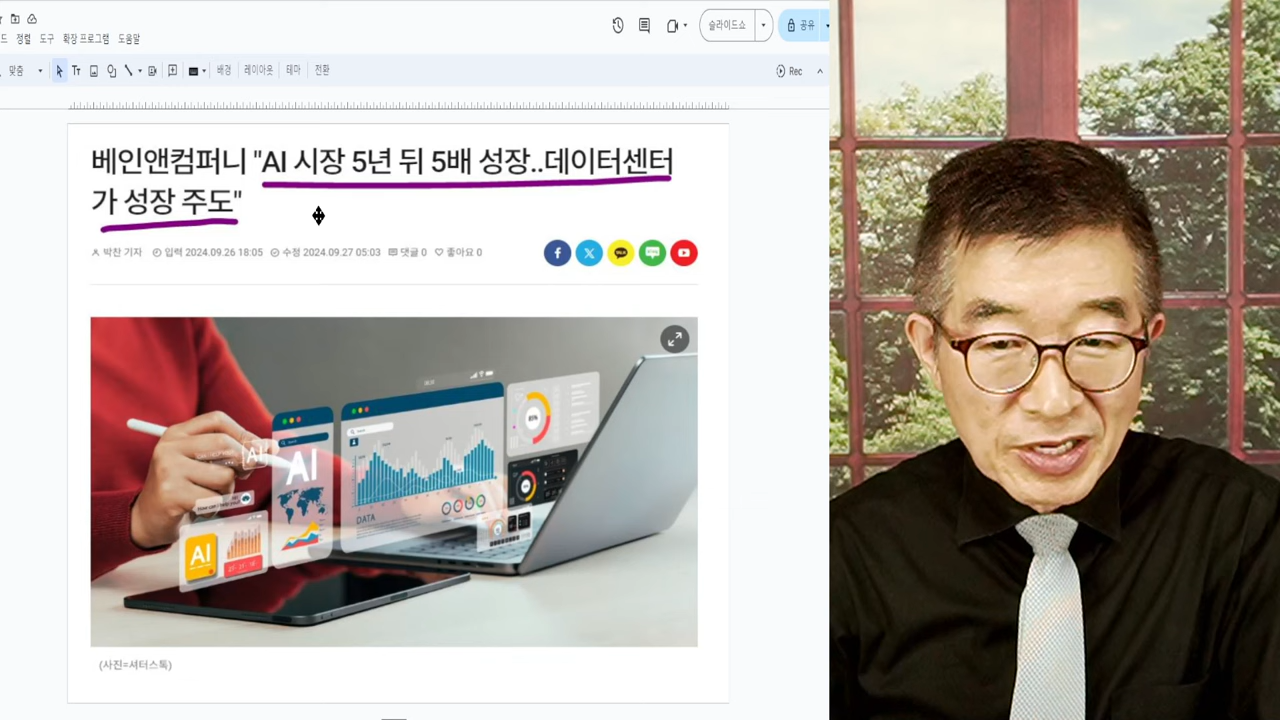 드 정렬 도구 확장 프로그램 도움말
슬라이드쇼
공유
맞춤
배경 레이아웃 테마 전환
Rec
베인앤컴퍼니 "AI 시장 5년 뒤 5배 성장..데이터센터
가 성장 주도"
박찬 기자 입력 2024.09.26 18:05 수정 2024.09.27 05:03 댓글 0 좋아요 0
AI
AI
DATA
AI
(사진=셔터스톡)